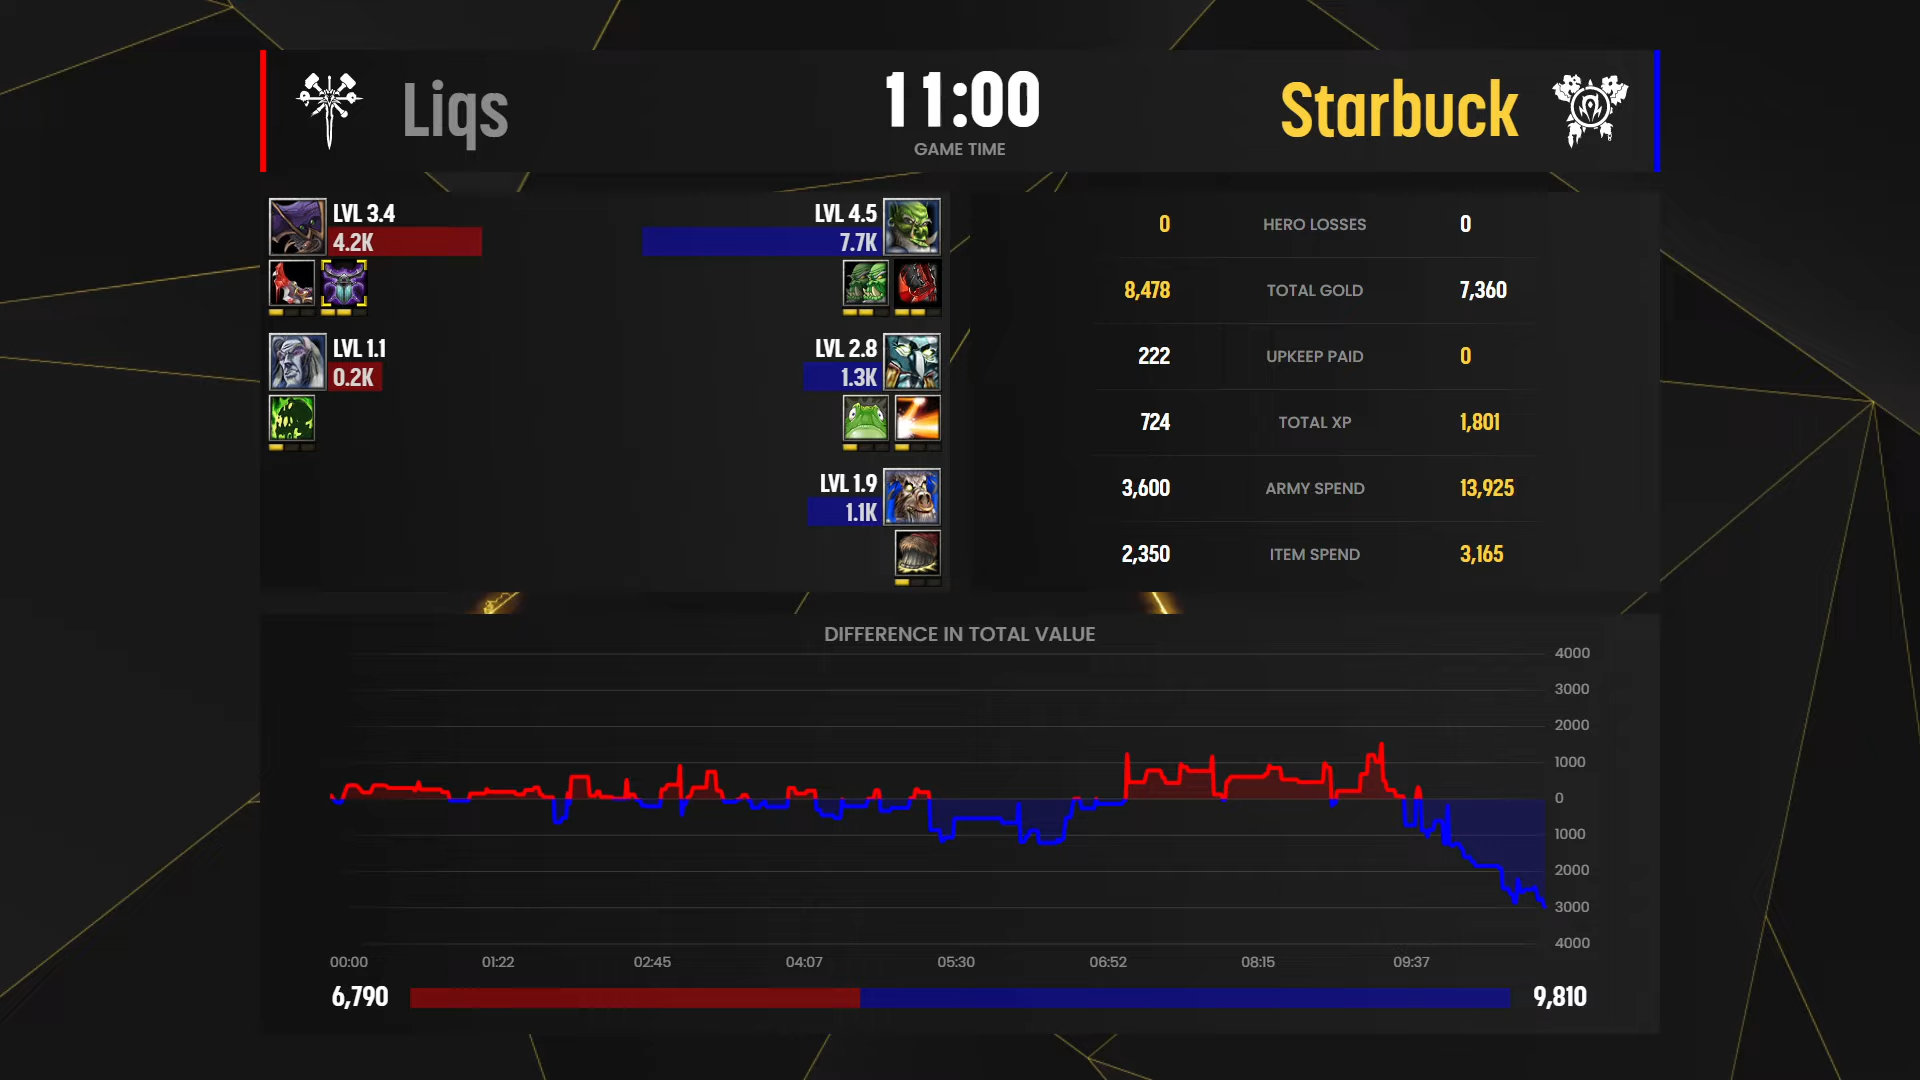 Liqs
11:00
GAME TIME
Starbuck
LVL 3.4
4.2K
LVL 1.1
0.2K
LVL 4.5
7.7K
LVL 2.8
1.3K
LVL 1.9
1.1K
0 HERO LOSSES 0
8,478 TOTAL GOLD 7,360
222 UPKEEP PAID 0
724 TOTAL XP 1,801
3,600 ARMY SPEND 13,925
2,350 ITEM SPEND 3,165
DIFFERENCE IN TOTAL VALUE
4000
3000
2000
1000
0
1000
2000
3000
4000
00:00 01:22 02:45 04:07 05:30 06:52 08:15 09:37
6,790 9,810